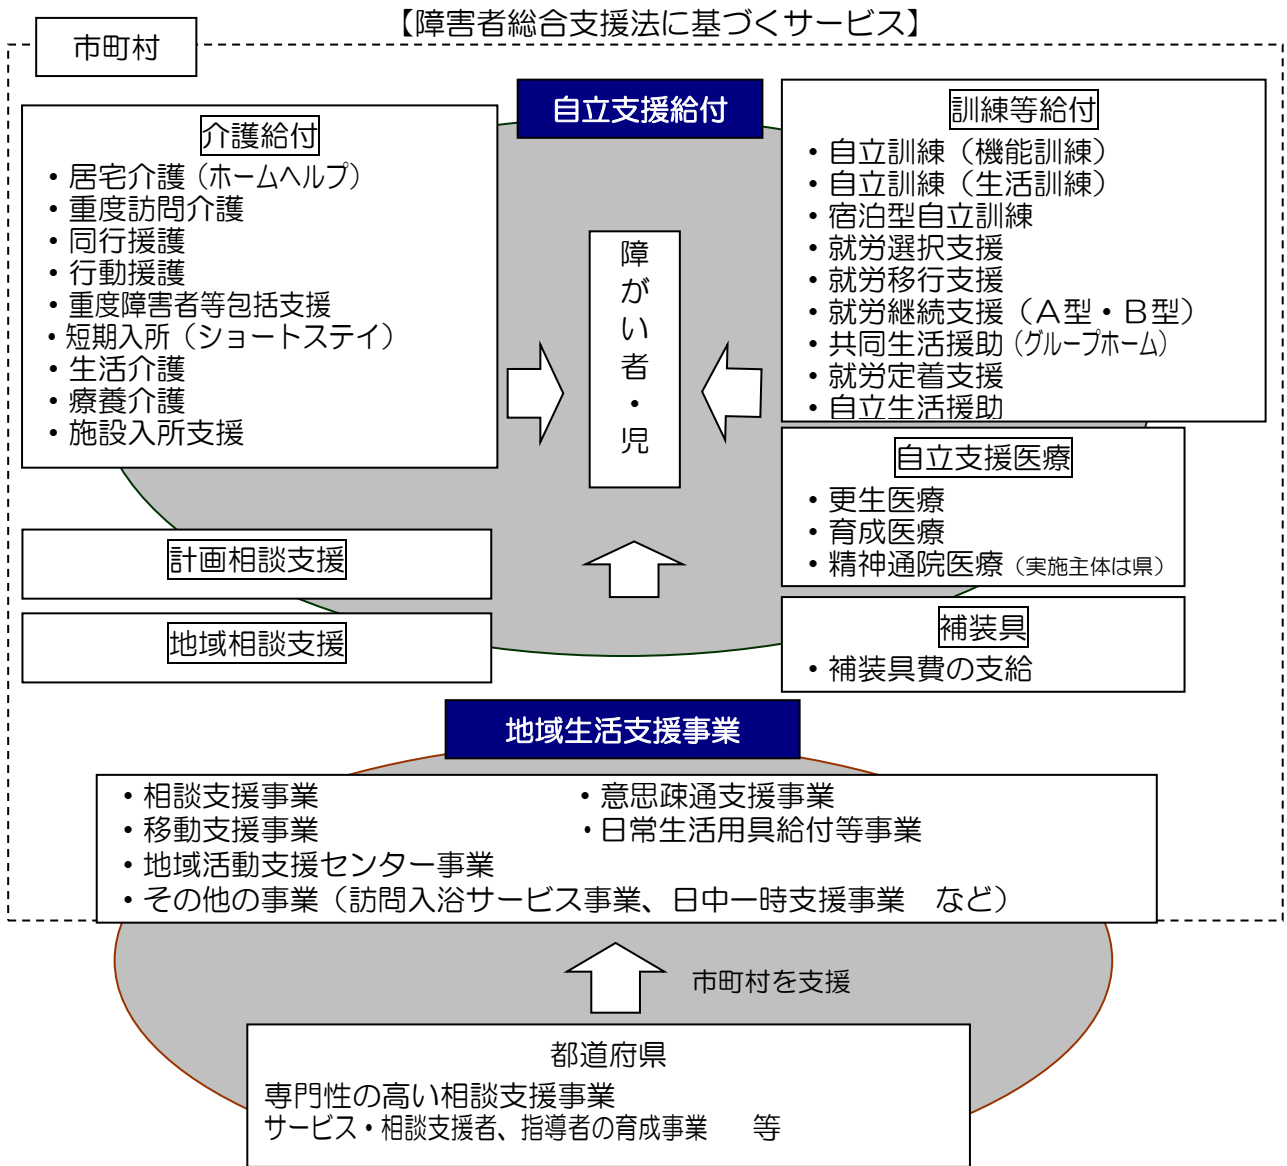 【障害者総合支援法に基づくサービス】
市町村
自立支援給付
介護給付
・居宅介護（ホームヘルプ）
・重度訪問介護
・同行援護
・行動援護
・重度障害者等包括支援
・短期入所（ショートステイ）
・生活介護
・療養介護
・施設入所支援
訓練等給付
・自立訓練（機能訓練）
・自立訓練（生活訓練）
・宿泊型自立訓練
・就労選択支援
・就労移行支援
・就労継続支援（A型・B型）
・共同生活援助（グループホーム）
・就労定着支援
・自立生活援助
障がい者・児
自立支援医療
・更生医療
・育成医療
・精神通院医療（実施主体は県）
計画相談支援
地域相談支援
補装具
・補装具費の支給
地域生活支援事業
・相談支援事業　・意思疎通支援事業
・移動支援事業　・日常生活用具給付等事業
・地域活動支援センター事業
・その他の事業（訪問入浴サービス事業、日中一時支援事業　など）
市町村を支援
都道府県
専門性の高い相談支援事業
サービス・相談支援者、指導者の育成事業　等